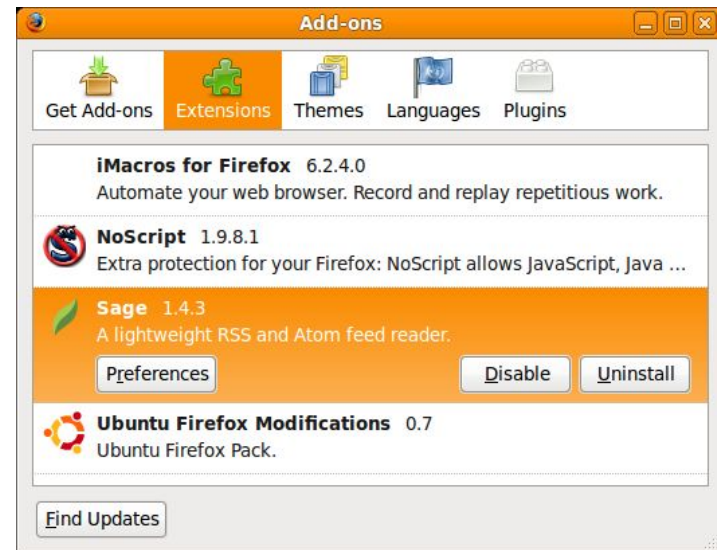 Add-ons
Get Add-ons Extensions Themes Languages Plugins
iMacros for Firefox 6.2.4.0
Automate your web browser. Record and replay repetitious work.
NoScript 1.9.8.1
Extra protection for your Firefox: NoScript allows JavaScript, Java ...
Sage 1.4.3
A lightweight RSS and Atom feed reader.
Preferences Disable Uninstall
Ubuntu Firefox Modifications 0.7
Ubuntu Firefox Pack.
Find Updates